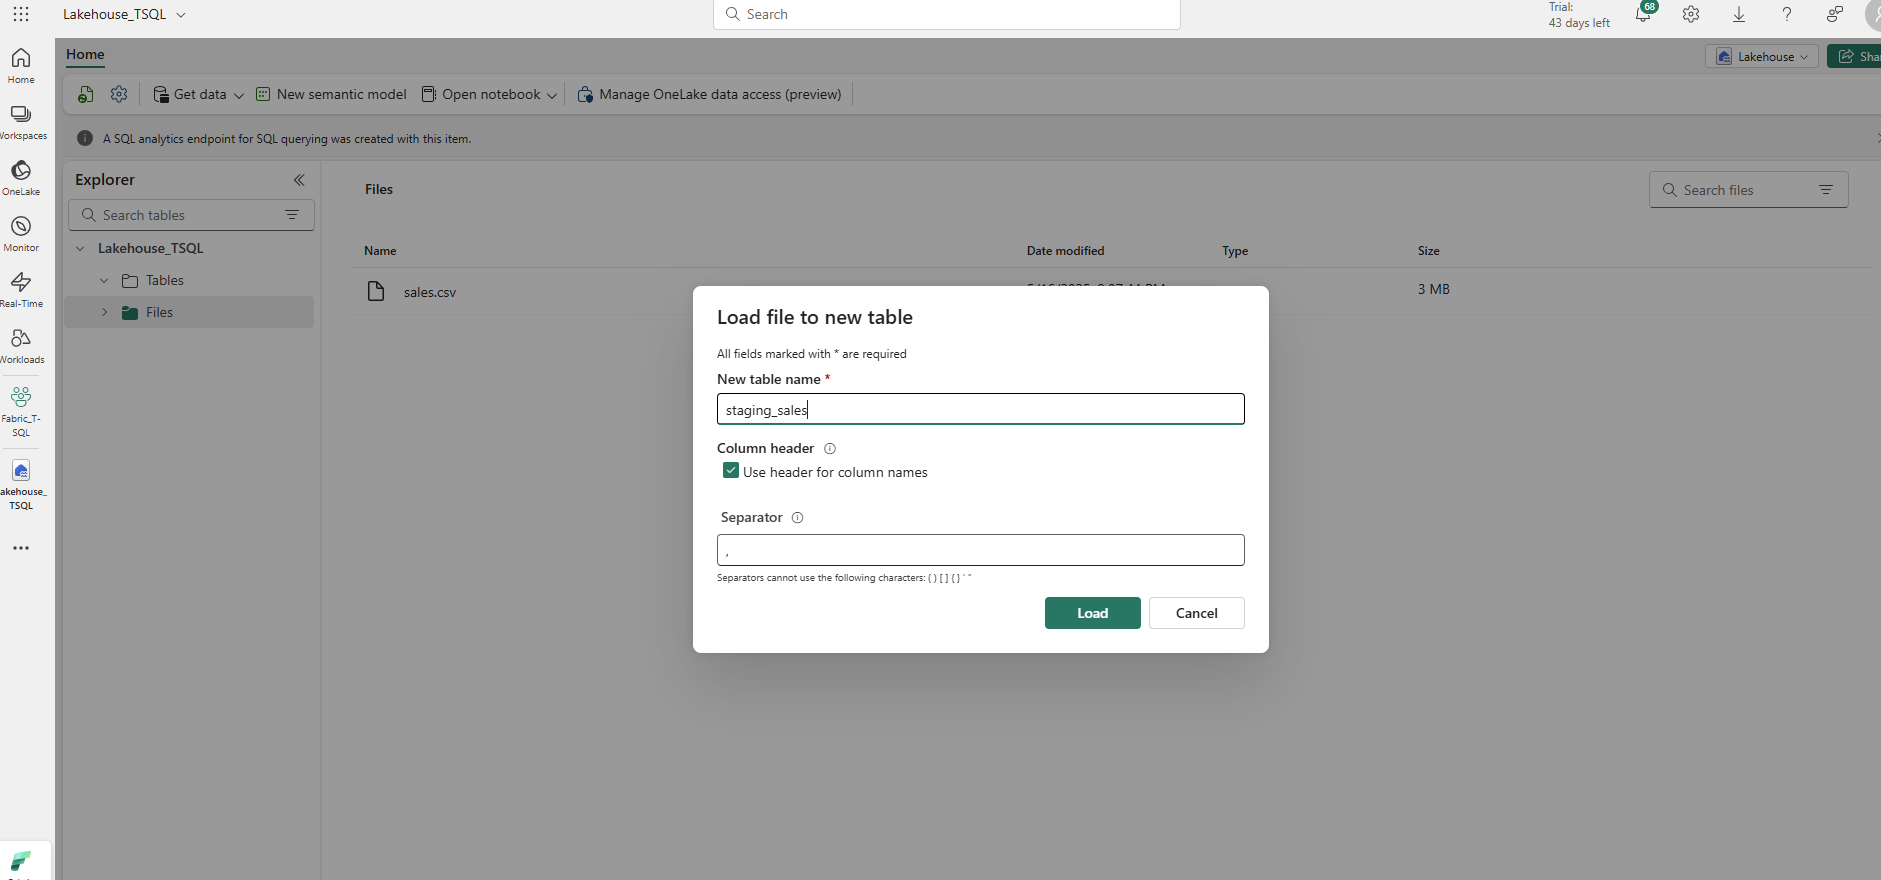 Lakehouse_TSQL
Search
Trial:
43 days left
68
Home
Workspaces
OneLake
Monitor
Real-Time
Workloads
Fabric_T-
SQL
akehouse_
TSQL
Home
Lakehouse
Shar
Get data
New semantic model
Open notebook
Manage OneLake data access (preview)
A SQL analytics endpoint for SQL querying was created with this item.
Explorer
Search tables
Lakehouse_TSQL
Tables
Files
Files
Search files
Name
Date modified
Type
Size
sales.csv
3 MB
Load file to new table
All fields marked with * are required
New table name *
staging_sales
Column header
Use header for column names
Separator
,
Separators cannot use the following characters: ( ) [ ] { } ' "
Load
Cancel